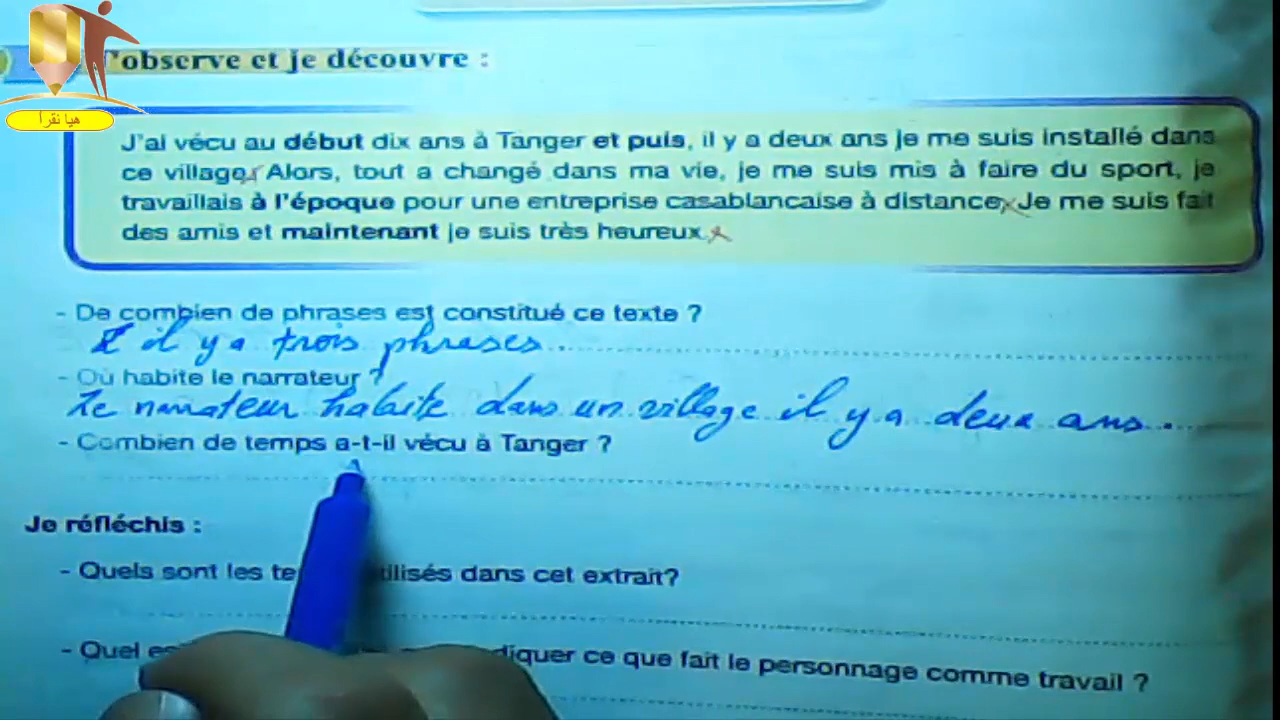 J'observe et je découvre :
هيا نقرأ
J'ai vécu au début dix ans à Tanger et puis, il y a deux ans je me suis installé dans
ce village. Alors, tout a changé dans ma vie, je me suis mis à faire du sport, je
travaillais à l'époque pour une entreprise casablancaise à distance. Je me suis fait
des amis et maintenant je suis très heureux.
- De combien de phrases est constitué ce texte ?
il y a trois phrases.
- Où habite le narrateur ?
Le narrateur habite dans un village il y a deux ans.
- Combien de temps a-t-il vécu à Tanger ?
Je réfléchis :
- Quels sont les utilisés dans cet extrait?
- Quel ce que fait le personnage comme travail ?